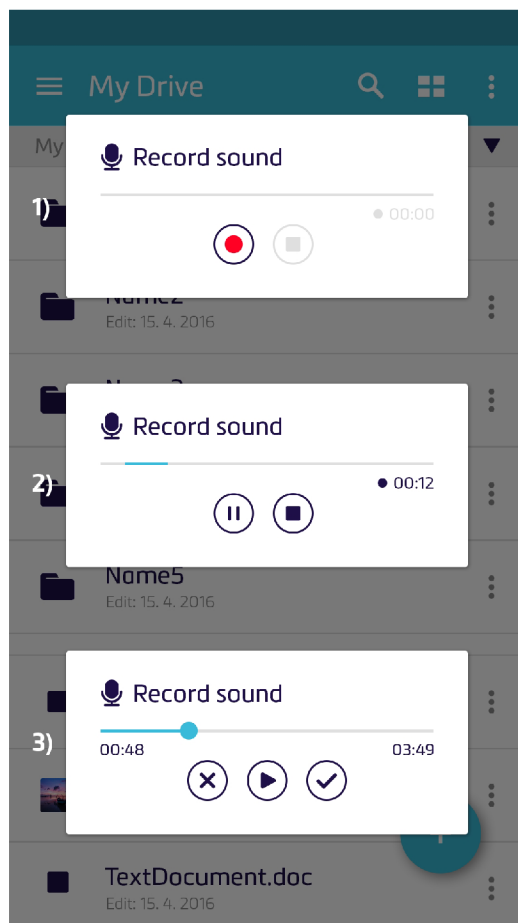 My Drive
My
Record sound
1)
00:00
Name2
Edit: 15. 4. 2016
Record sound
2)
00:12
Name5
Edit: 15. 4. 2016
Record sound
3)
00:48
03:49
TextDocument.doc
Edit: 15. 4. 2016